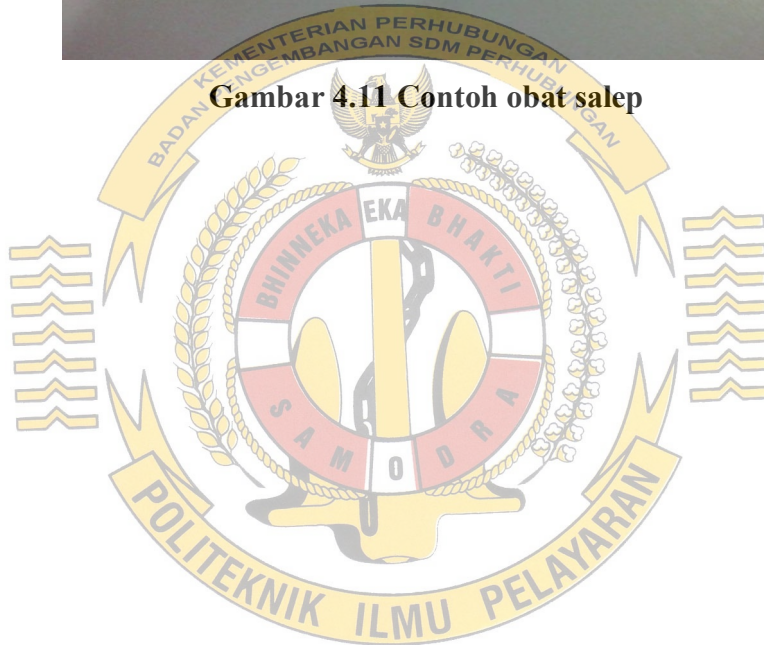 KEMENTERIAN PERHUBUNGAN
BADAN PENGEMBANGAN SDM PERHUBUNGAN
Gambar 4.11 Contoh obat salep
BHINNEKA EKA BHAKTI
SAMODRA
POLITEKNIK ILMU PELAYARAN